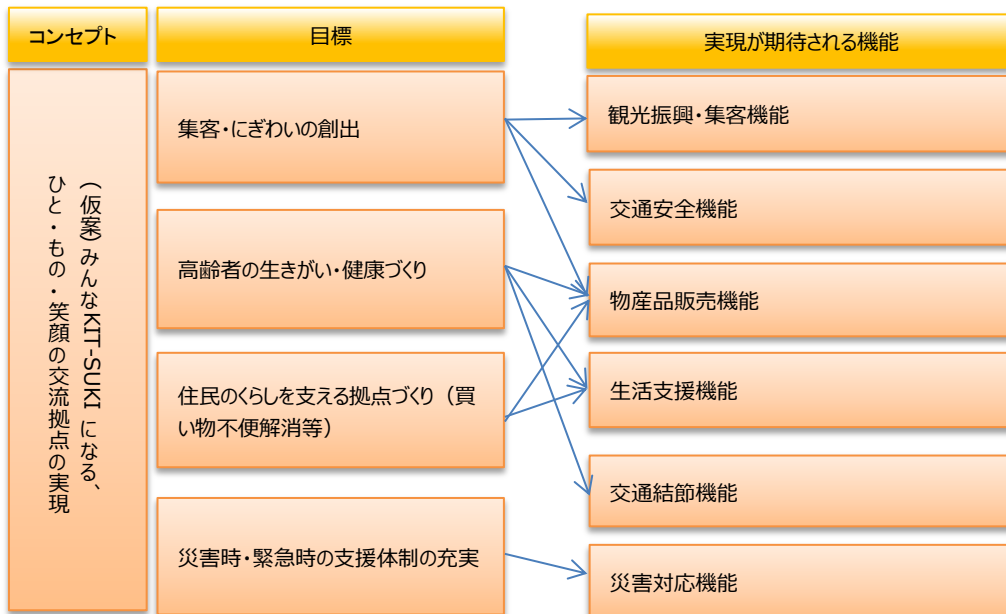 コンセプト
目標
実現が期待される機能
(仮案)みんなKIT-SUKI になる、
ひと・もの・笑顔の交流拠点の実現
集客・にぎわいの創出
高齢者の生きがい・健康づくり
住民のくらしを支える拠点づくり(買
い物不便解消等)
災害時・緊急時の支援体制の充実
観光振興・集客機能
交通安全機能
物産品販売機能
生活支援機能
交通結節機能
災害対応機能